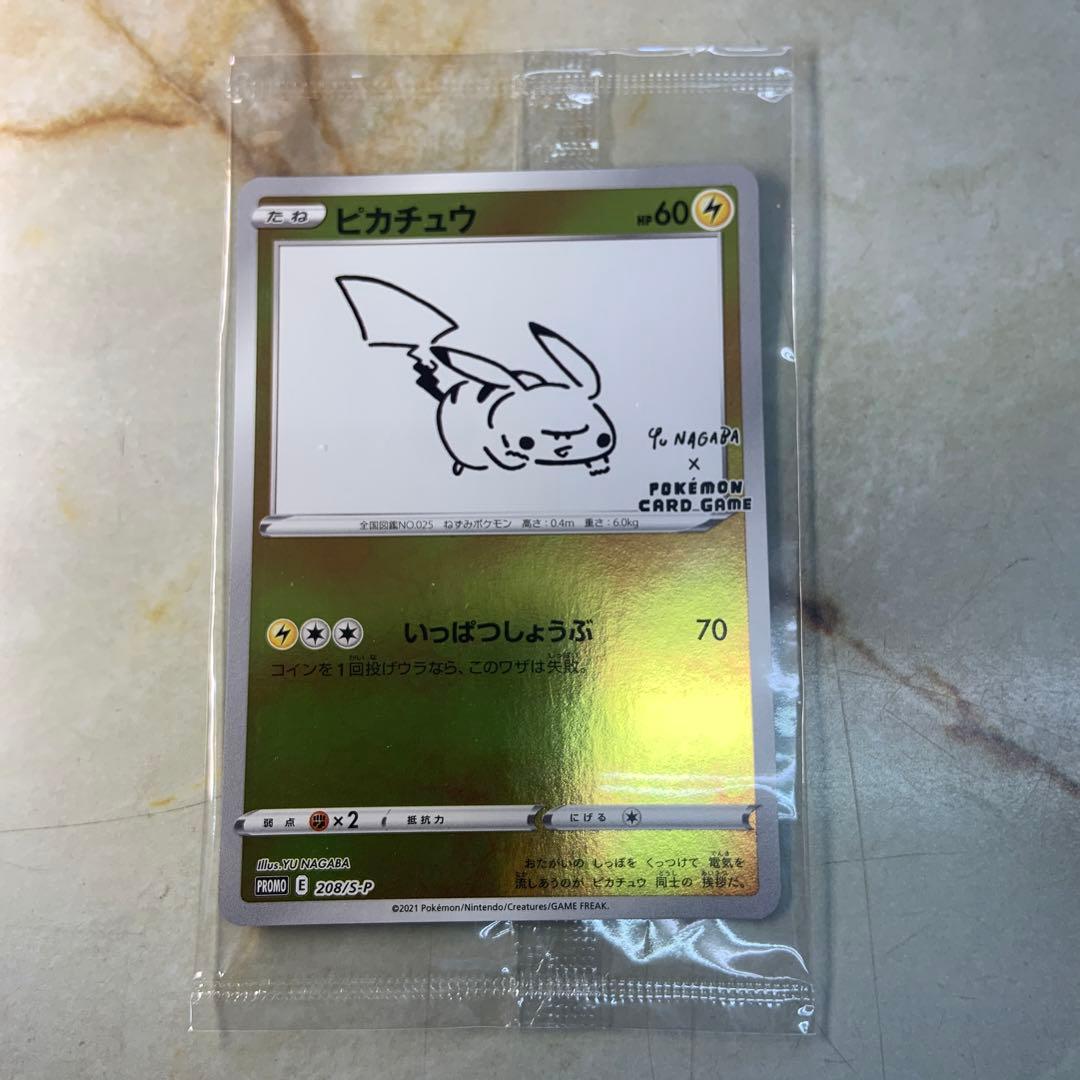 たね ピカチュウ HP60
YU NAGABA
×
POKÉMON
CARD GAME
全国図鑑NO.025 ねずみポケモン 高さ:0.4m 重さ:6.0kg
いっぱつしょうぶ 70
コインを1回投げウラなら、このワザは失敗。
弱点 ×2 抵抗力 にげる
Illus.YU NAGABA
おたがいの しっぽを くっつけて 電気を
流しあうのが ピカチュウ 同士の 挨拶だ。
PROMO E 208/S-P
©2021 Pokémon/Nintendo/Creatures/GAME FREAK.